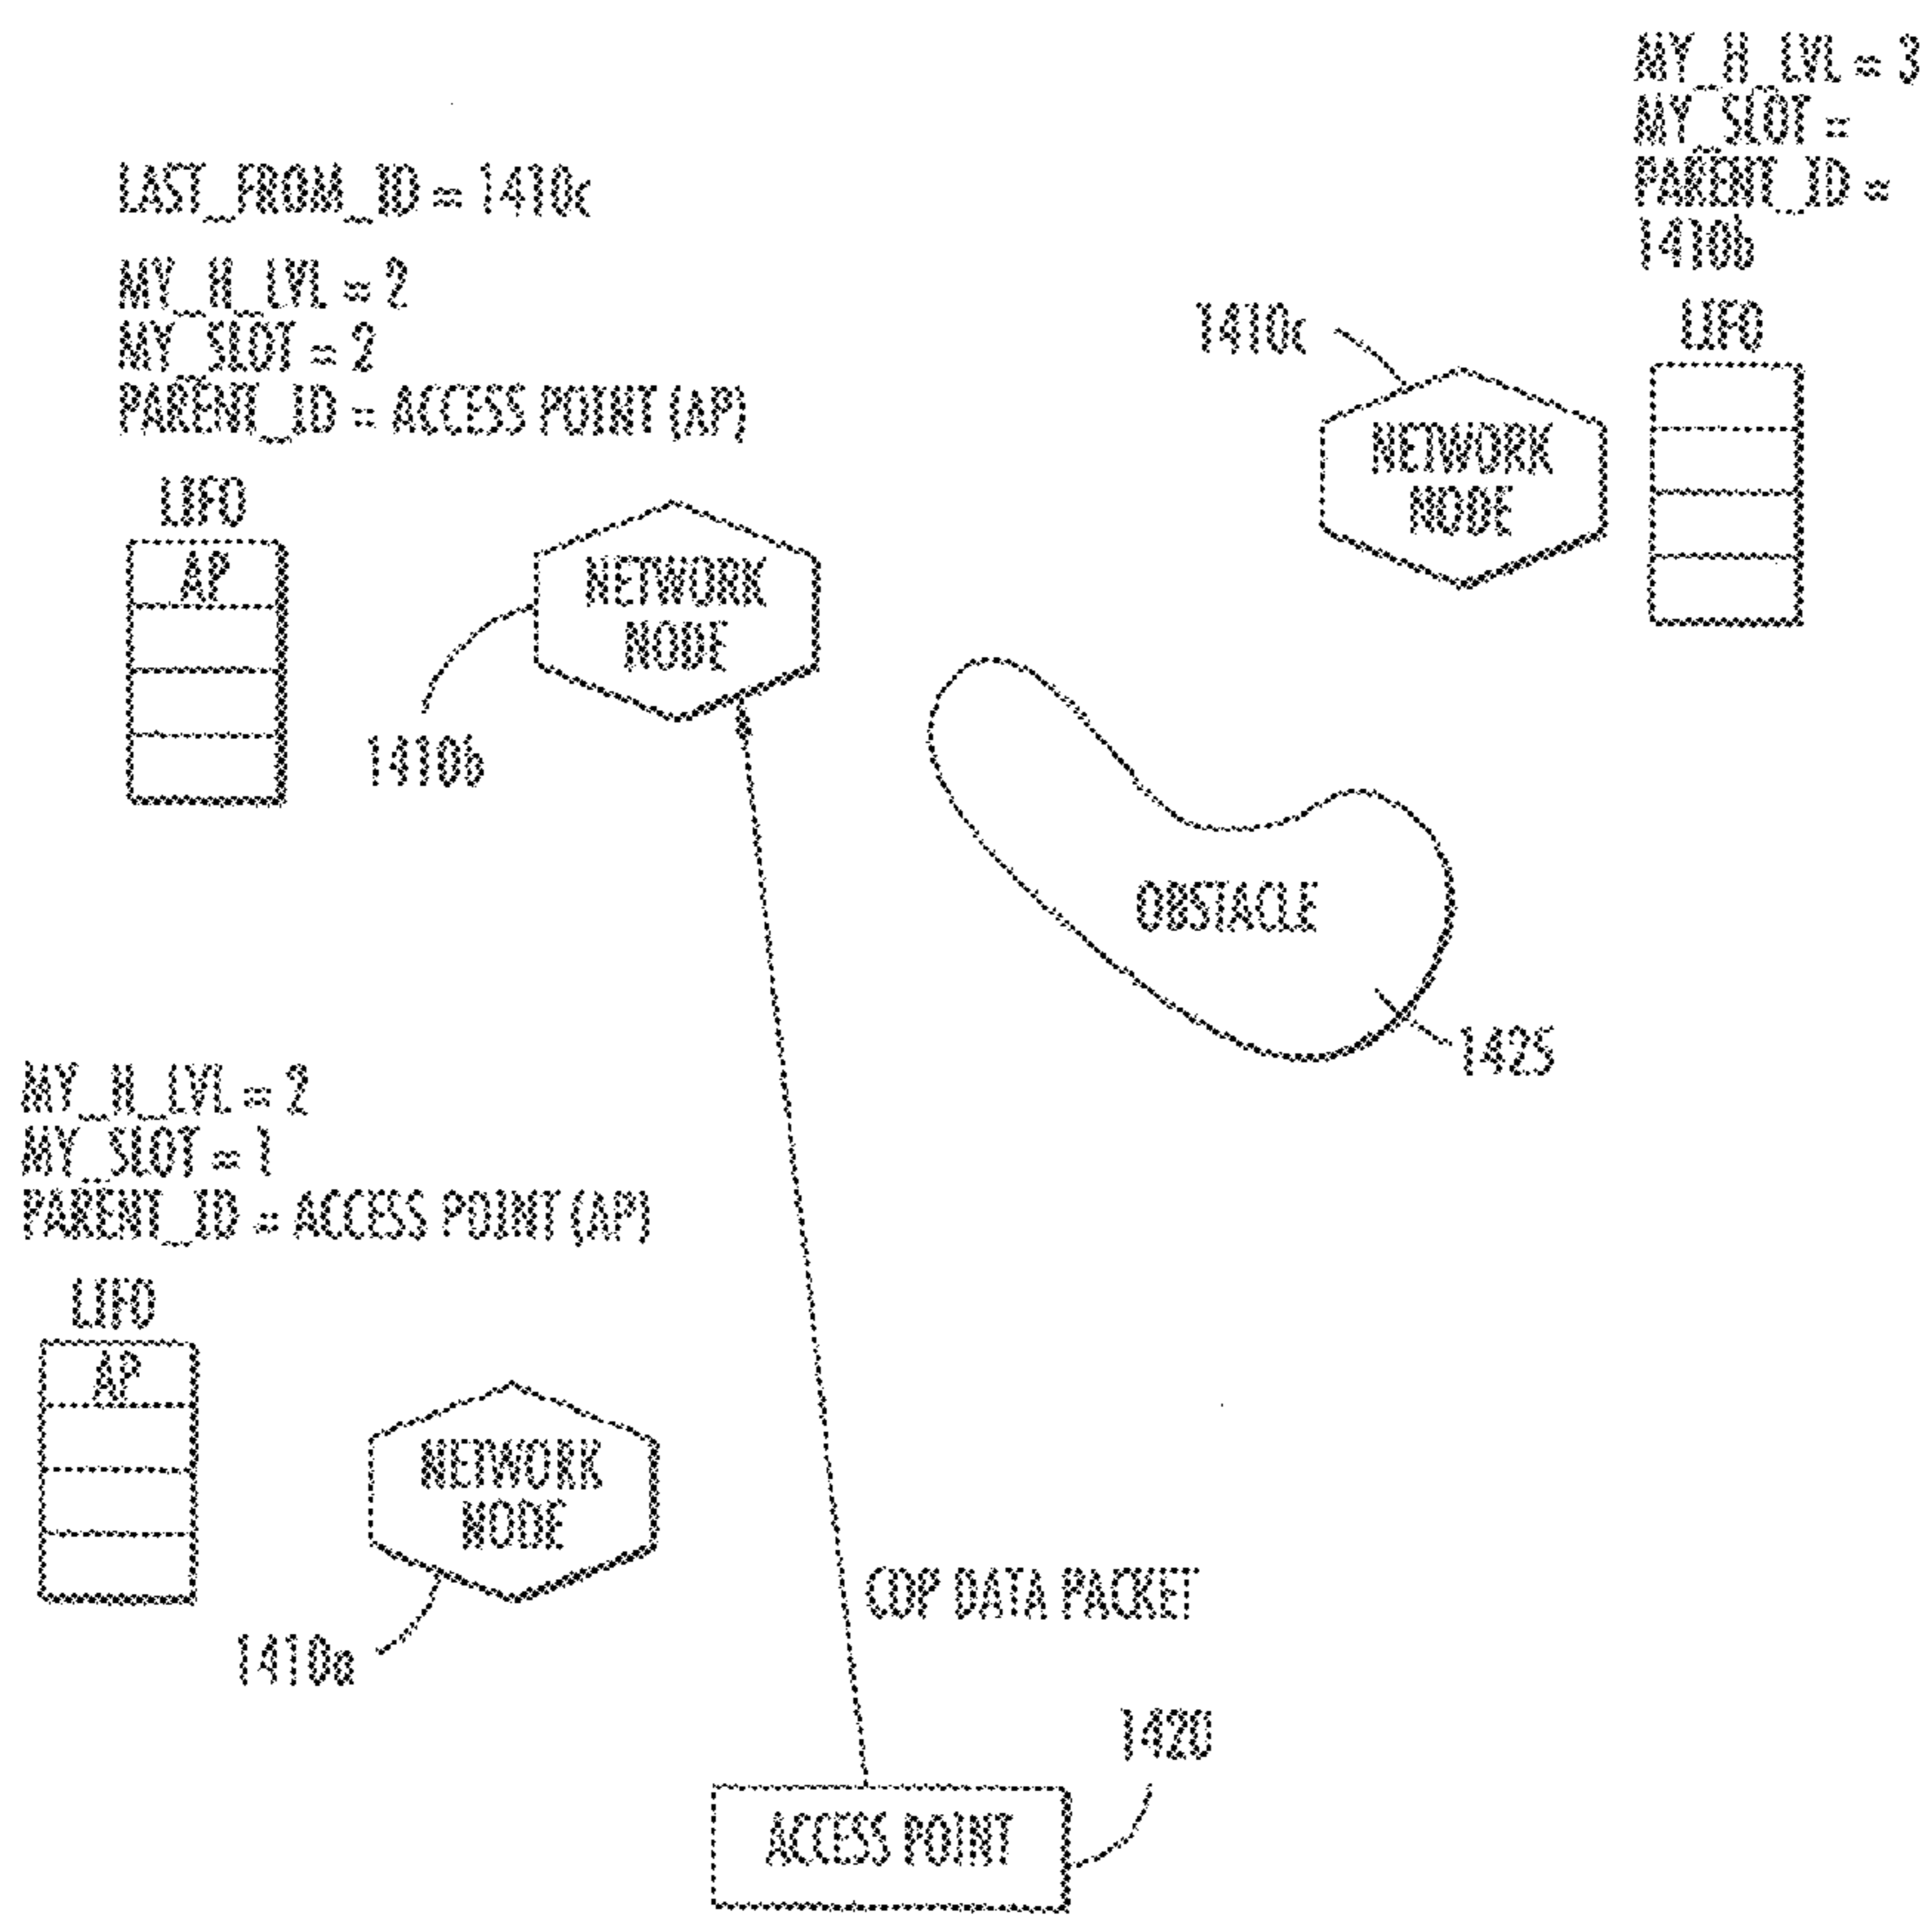 MY_H_LVL = 3
MY_SLOT =
PARENT_ID =
1410b
LIFO
LAST_FROM_ID = 1410c
MY_H_LVL = 2
MY_SLOT = 2
PARENT_ID = ACCESS POINT (AP)
LIFO
AP
NETWORK
NODE
1410b
1410c
NETWORK
NODE
OBSTACLE
1425
MY_H_LVL = 2
MY_SLOT = 1
PARENT_ID = ACCESS POINT (AP)
LIFO
AP
NETWORK
NODE
1410a
COP DATA PACKET
1420
ACCESS POINT